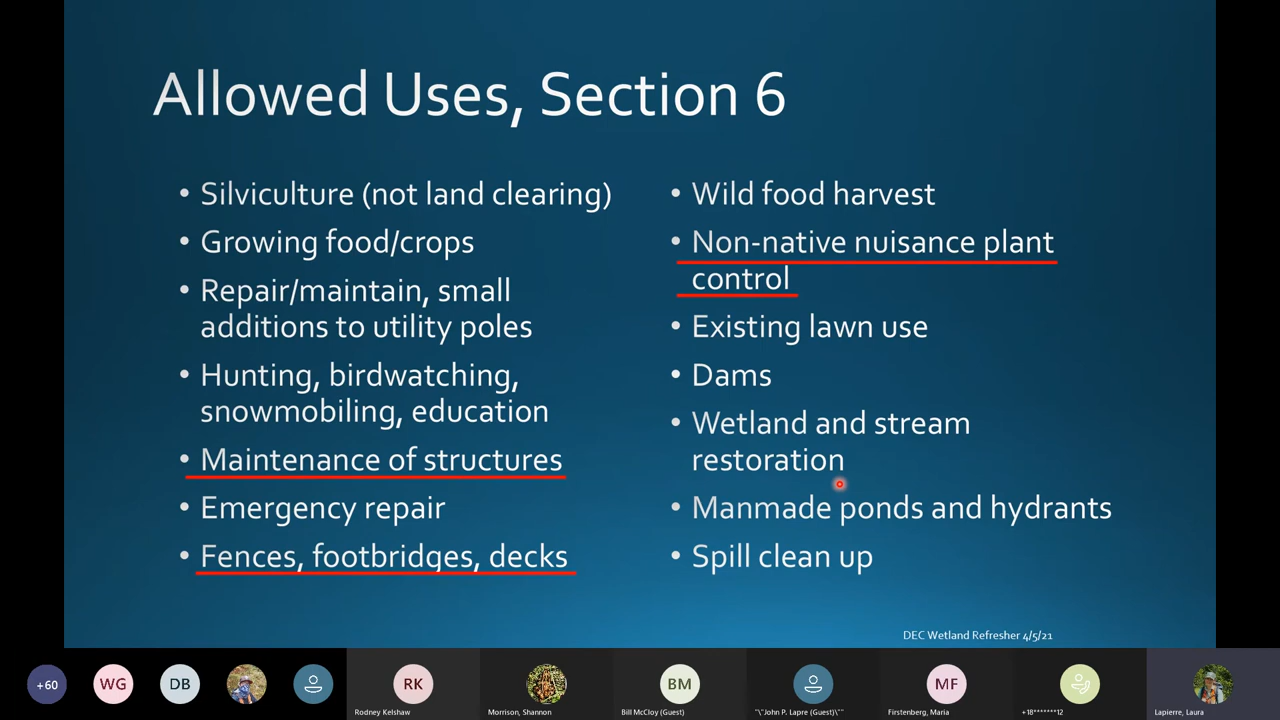 Allowed Uses, Section 6
• Silviculture (not land clearing)
• Growing food/crops
• Repair/maintain, small
additions to utility poles
• Hunting, birdwatching,
snowmobiling, education
• Maintenance of structures
• Emergency repair
• Fences, footbridges, decks
• Wild food harvest
• Non-native nuisance plant
control
• Existing lawn use
• Dams
• Wetland and stream
restoration
• Manmade ponds and hydrants
• Spill clean up
DEC Wetland Refresher 4/5/21
+60
WG
DB
RK
BM
MF
Rodney Kelshaw
Morrison, Shannon
Bill McCloy (Guest)
"\"John P. Lapre (Guest)\""
Firstenberg, Maria
+18*******12
Lapierre, Laura